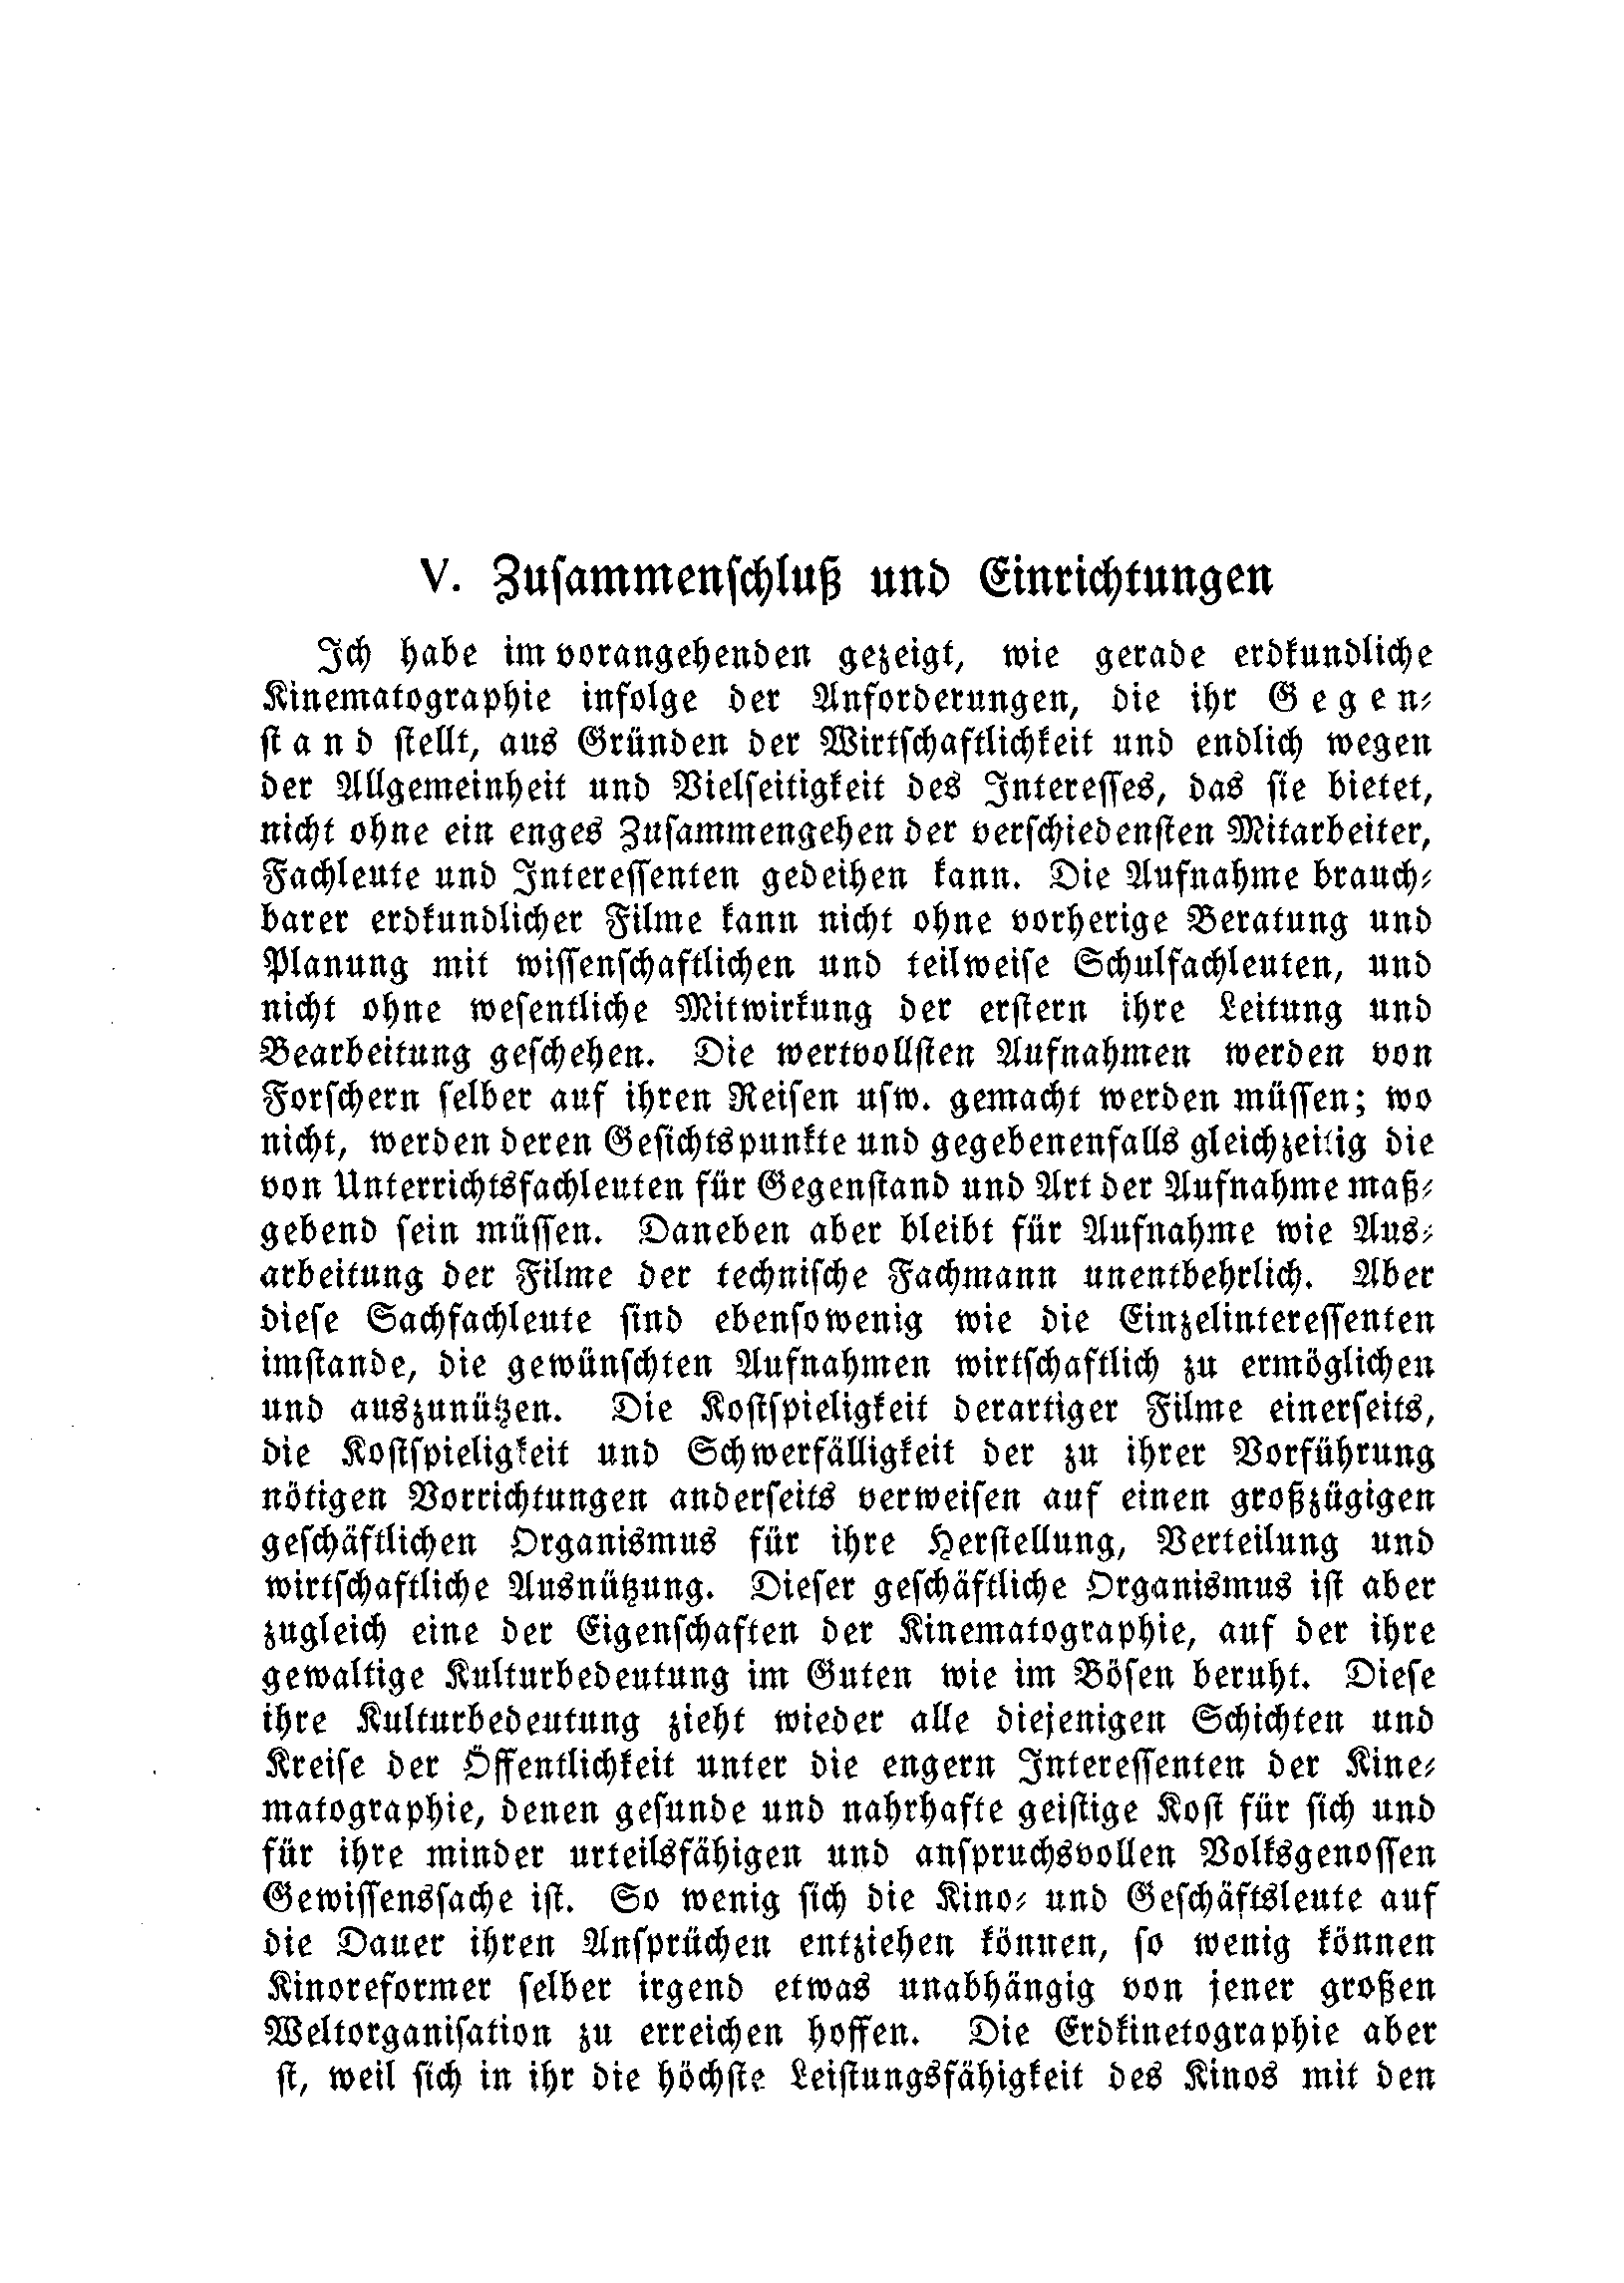 V. Zusammenschluß und Einrichtungen
Ich habe im vorangehenden gezeigt, wie gerade erdkundliche
Kinematographie infolge der Anforderungen, die ihr Gegen-
stand stellt, aus Gründen der Wirtschaftlichkeit und endlich wegen
der Allgemeinheit und Vielseitigkeit des Interesses, das sie bietet,
nicht ohne ein enges Zusammengehen der verschiedensten Mitarbeiter,
Fachleute und Interessenten gedeihen kann. Die Aufnahme brauch-
barer erdkundlicher Filme kann nicht ohne vorherige Beratung und
Planung mit wissenschaftlichen und teilweise Schulfachleuten, und
nicht ohne wesentliche Mitwirkung der erstern ihre Leitung und
Bearbeitung geschehen. Die wertvollsten Aufnahmen werden von
Forschern selber auf ihren Reisen usw. gemacht werden müssen; wo
nicht, werden deren Gesichtspunkte und gegebenenfalls gleichzeitig die
von Unterrichtsfachleuten für Gegenstand und Art der Aufnahme maß-
gebend sein müssen. Daneben aber bleibt für Aufnahme wie Aus-
arbeitung der Filme der technische Fachmann unentbehrlich. Aber
diese Sachfachleute sind ebensowenig wie die Einzelinteressenten
imstande, die gewünschten Aufnahmen wirtschaftlich zu ermöglichen
und auszunützen. Die Kostspieligkeit derartiger Filme einerseits,
die Kostspieligkeit und Schwerfälligkeit der zu ihrer Vorführung
nötigen Vorrichtungen anderseits verweisen auf einen großzügigen
geschäftlichen Organismus für ihre Herstellung, Verteilung und
wirtschaftliche Ausnützung. Dieser geschäftliche Organismus ist aber
zugleich eine der Eigenschaften der Kinematographie, auf der ihre
gewaltige Kulturbedeutung im Guten wie im Bösen beruht. Diese
ihre Kulturbedeutung zieht wieder alle diejenigen Schichten und
Kreise der Öffentlichkeit unter die engern Interessenten der Kine-
matographie, denen gesunde und nahrhafte geistige Kost für sich und
für ihre minder urteilsfähigen und anspruchsvollen Volksgenossen
Gewissenssache ist. So wenig sich die Kino- und Geschäftsleute auf
die Dauer ihren Ansprüchen entziehen können, so wenig können
Kinoreformer selber irgend etwas unabhängig von jener großen
Weltorganisation zu erreichen hoffen. Die Erdkinetographie aber
st, weil sich in ihr die höchste Leistungsfähigkeit des Kinos mit den